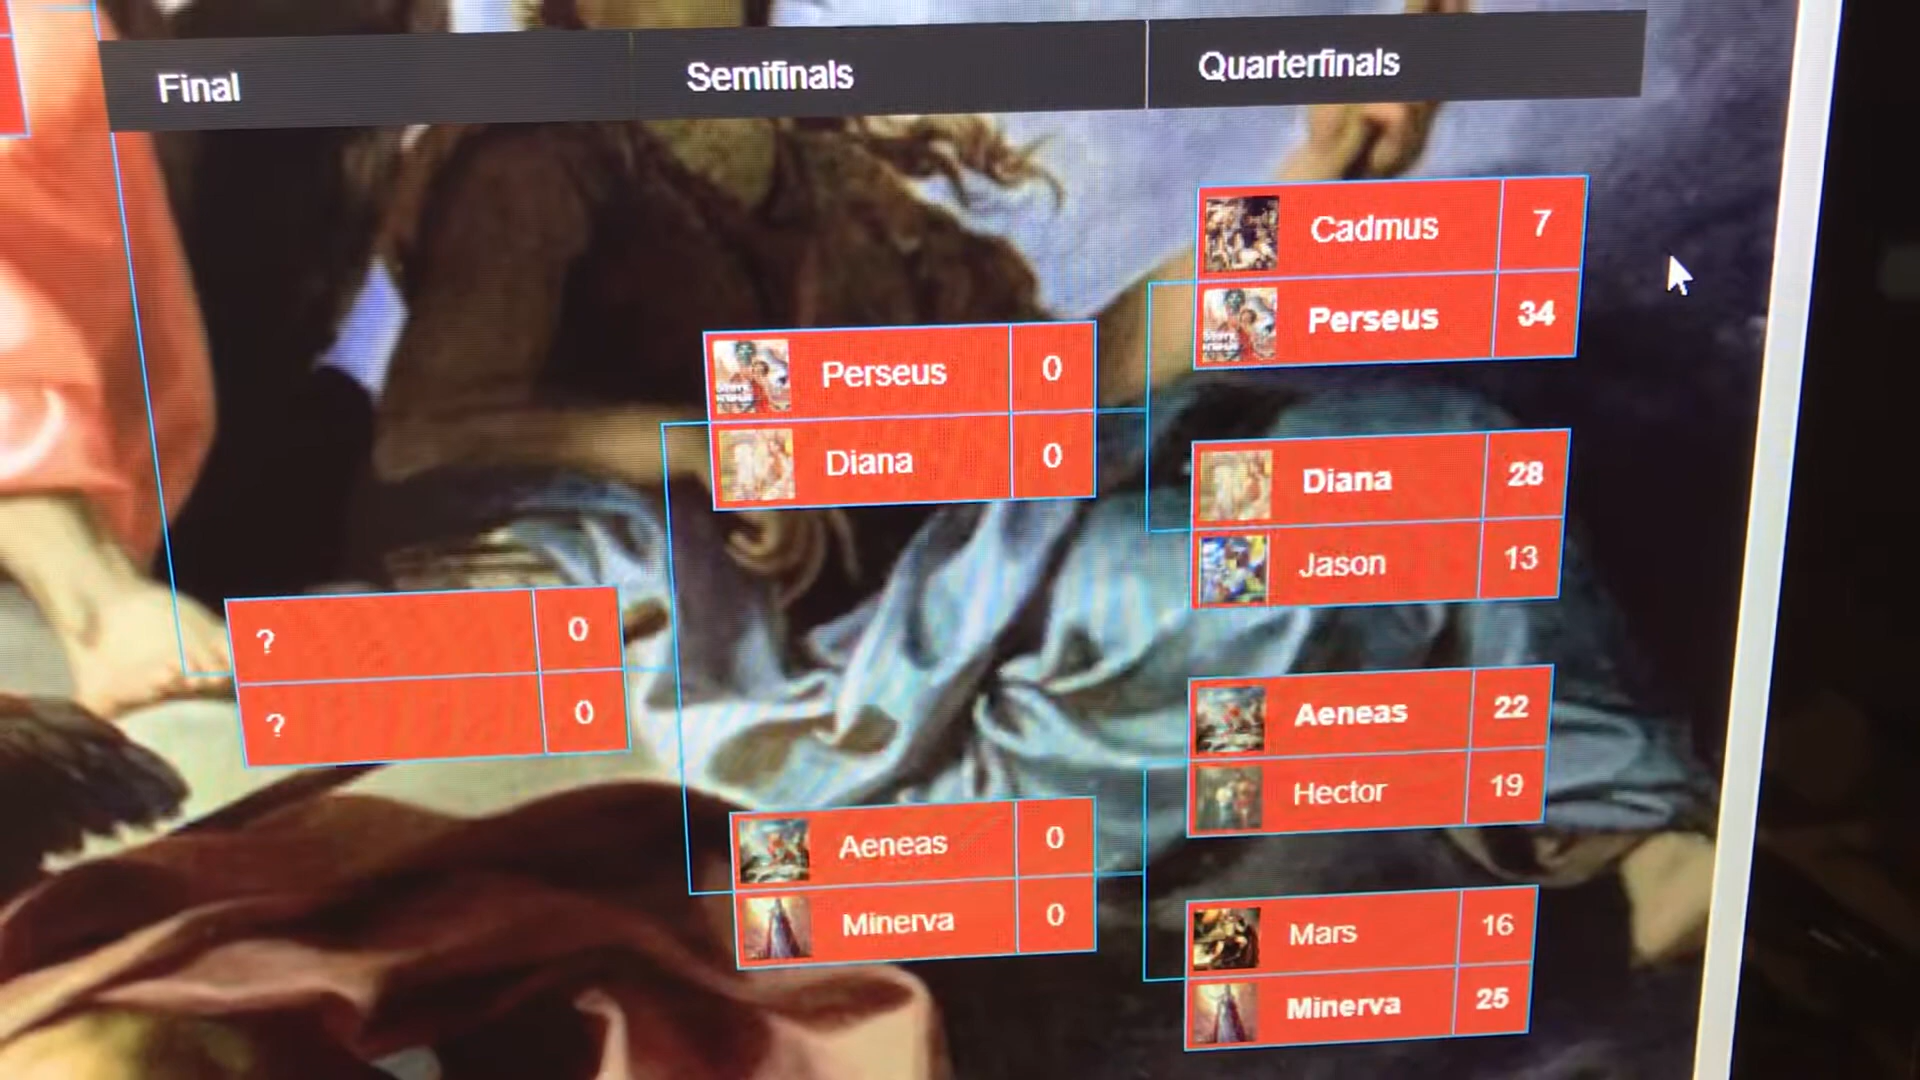 Final
Semifinals
Quarterfinals
Cadmus 7
Perseus 34
Perseus 0
Diana 0
Diana 28
Jason 13
? 0
? 0
Aeneas 22
Hector 19
Aeneas 0
Minerva 0
Mars 16
Minerva 25